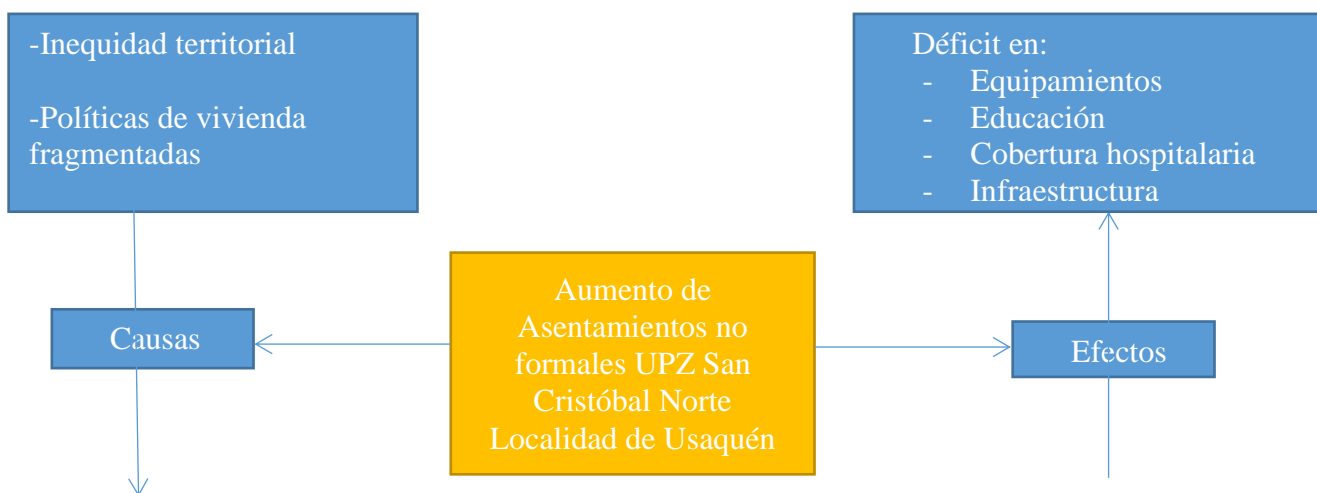 -Inequidad territorial
-Políticas de vivienda
fragmentadas
Déficit en:
- Equipamientos
- Educación
- Cobertura hospitalaria
- Infraestructura
Causas
Aumento de
Asentamientos no
formales UPZ San
Cristóbal Norte
Localidad de Usaquén
Efectos